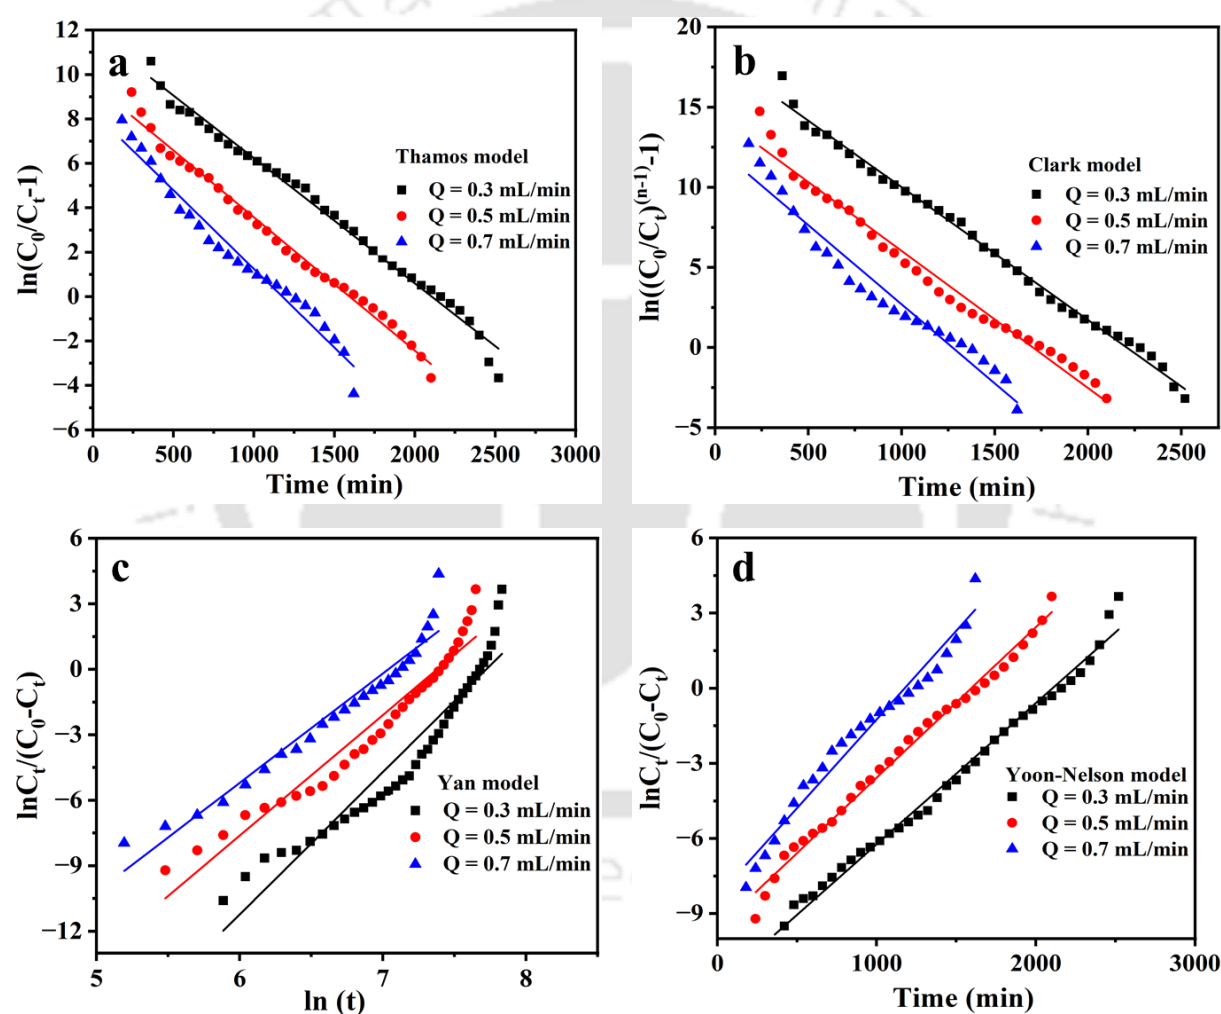 a
Thamos model
Q = 0.3 mL/min
Q = 0.5 mL/min
Q = 0.7 mL/min
ln(C₀/Cₜ-1)
12
10
8
6
4
2
0
−2
−4
−6
0 500 1000 1500 2000 2500 3000
Time (min)
b
Clark model
Q = 0.3 mL/min
Q = 0.5 mL/min
Q = 0.7 mL/min
ln((C₀/Cₜ)⁽ⁿ⁻¹⁾-1)
20
15
10
5
0
−5
0 500 1000 1500 2000 2500
Time (min)
c
Yan model
Q = 0.3 mL/min
Q = 0.5 mL/min
Q = 0.7 mL/min
lnCₜ/(C₀-Cₜ)
6
3
0
−3
−6
−9
−12
5 6 7 8
ln (t)
d
Yoon-Nelson model
Q = 0.3 mL/min
Q = 0.5 mL/min
Q = 0.7 mL/min
lnCₜ/(C₀-Cₜ)
6
3
0
−3
−6
−9
0 1000 2000 3000
Time (min)